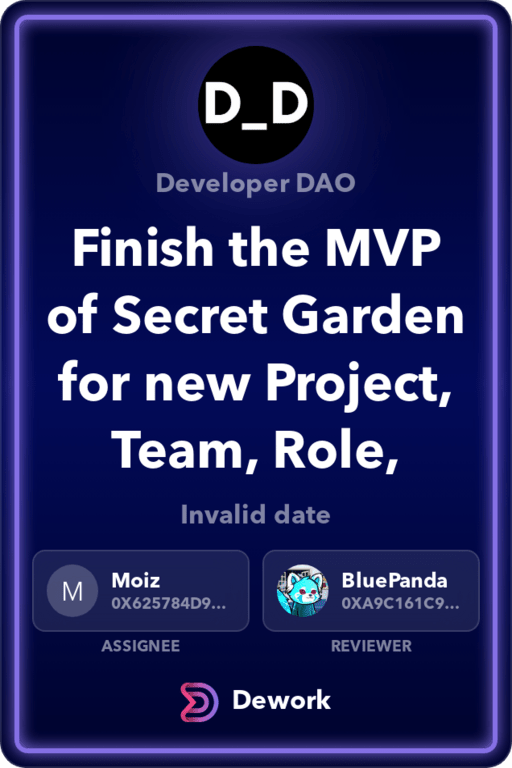 D_D
Developer DAO
Finish the MVP
of Secret Garden
for new Project,
Team, Role,
Invalid date
M
Moiz
0X625784D9...
BluePanda
0XA9C161C9...
ASSIGNEE
REVIEWER
Dework